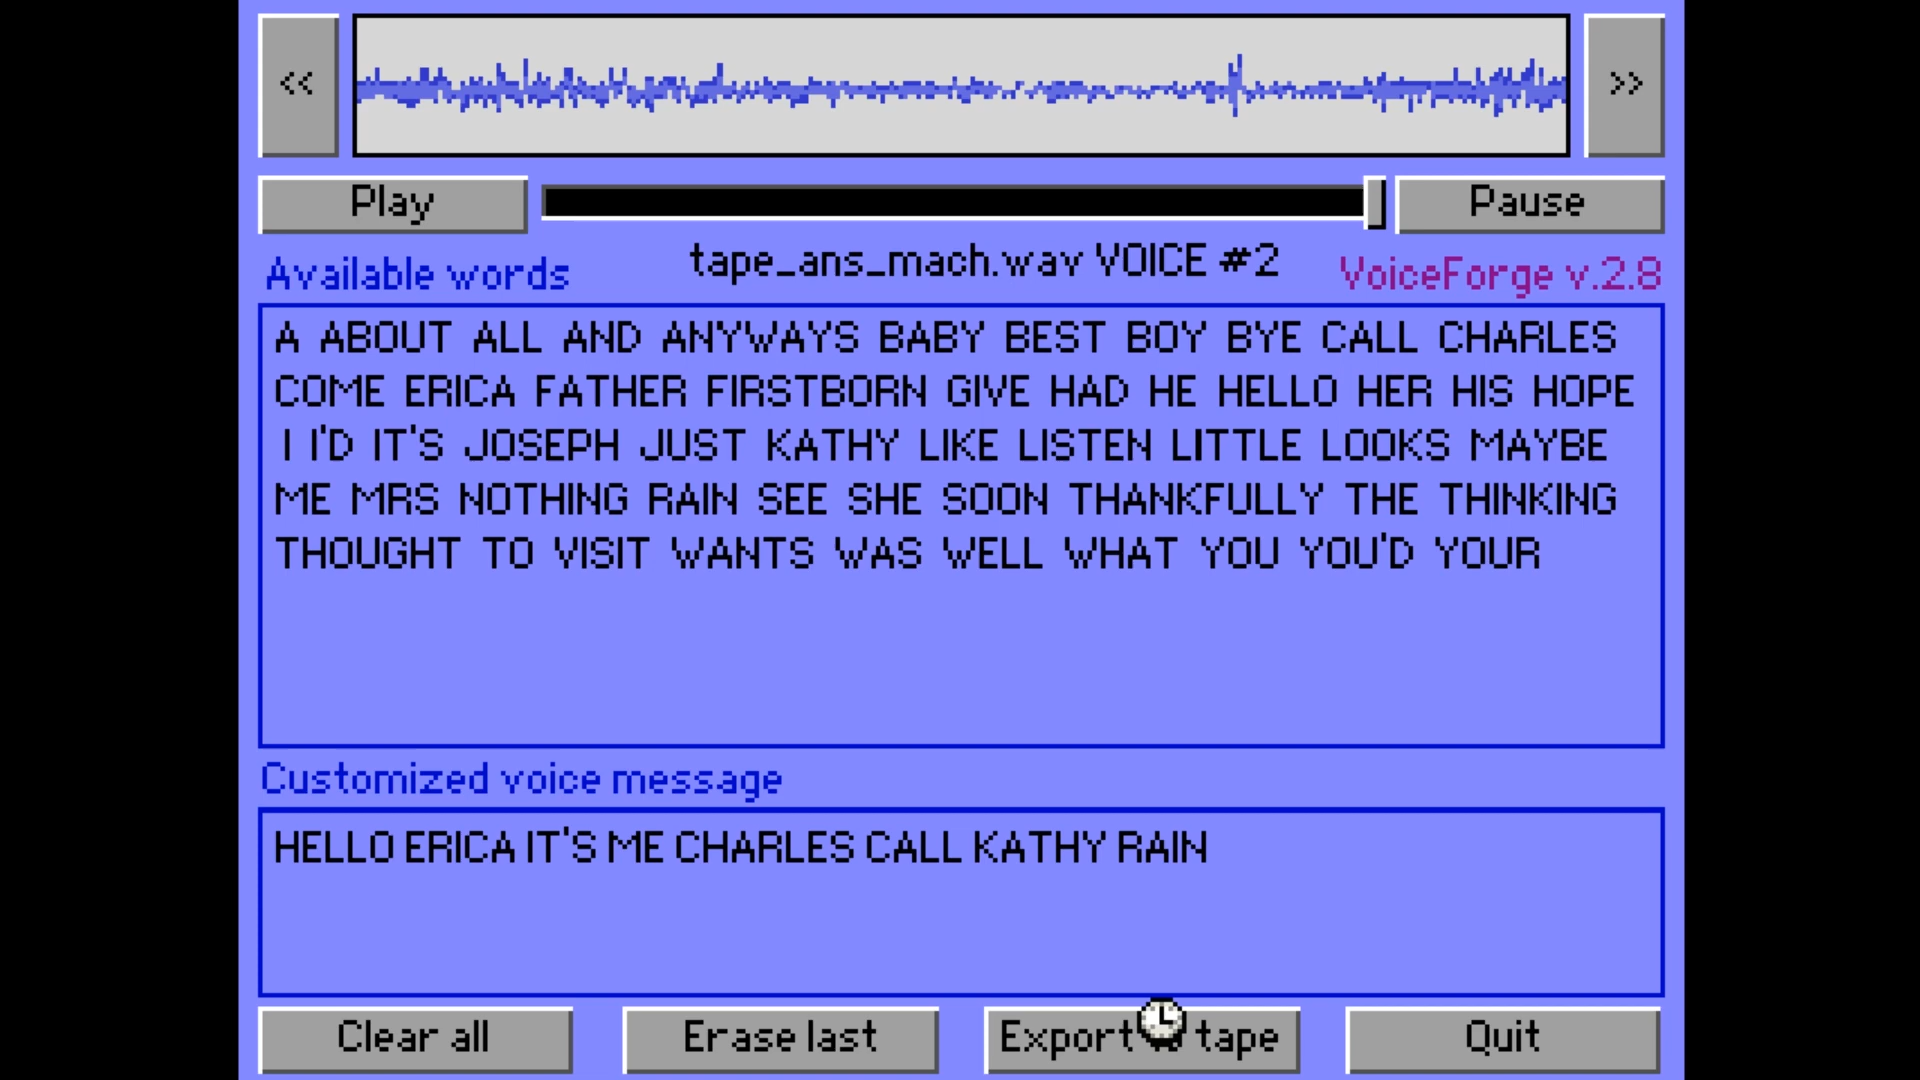 << >>
Play Pause
tape_ans_mach.wav VOICE #2
Available words VoiceForge v.2.8
A ABOUT ALL AND ANYWAYS BABY BEST BOY BYE CALL CHARLES
COME ERICA FATHER FIRSTBORN GIVE HAD HE HELLO HER HIS HOPE
I I'D IT'S JOSEPH JUST KATHY LIKE LISTEN LITTLE LOOKS MAYBE
ME MRS NOTHING RAIN SEE SHE SOON THANKFULLY THE THINKING
THOUGHT TO VISIT WANTS WAS WELL WHAT YOU YOU'D YOUR
Customized voice message
HELLO ERICA IT'S ME CHARLES CALL KATHY RAIN
Clear all Erase last Export tape Quit